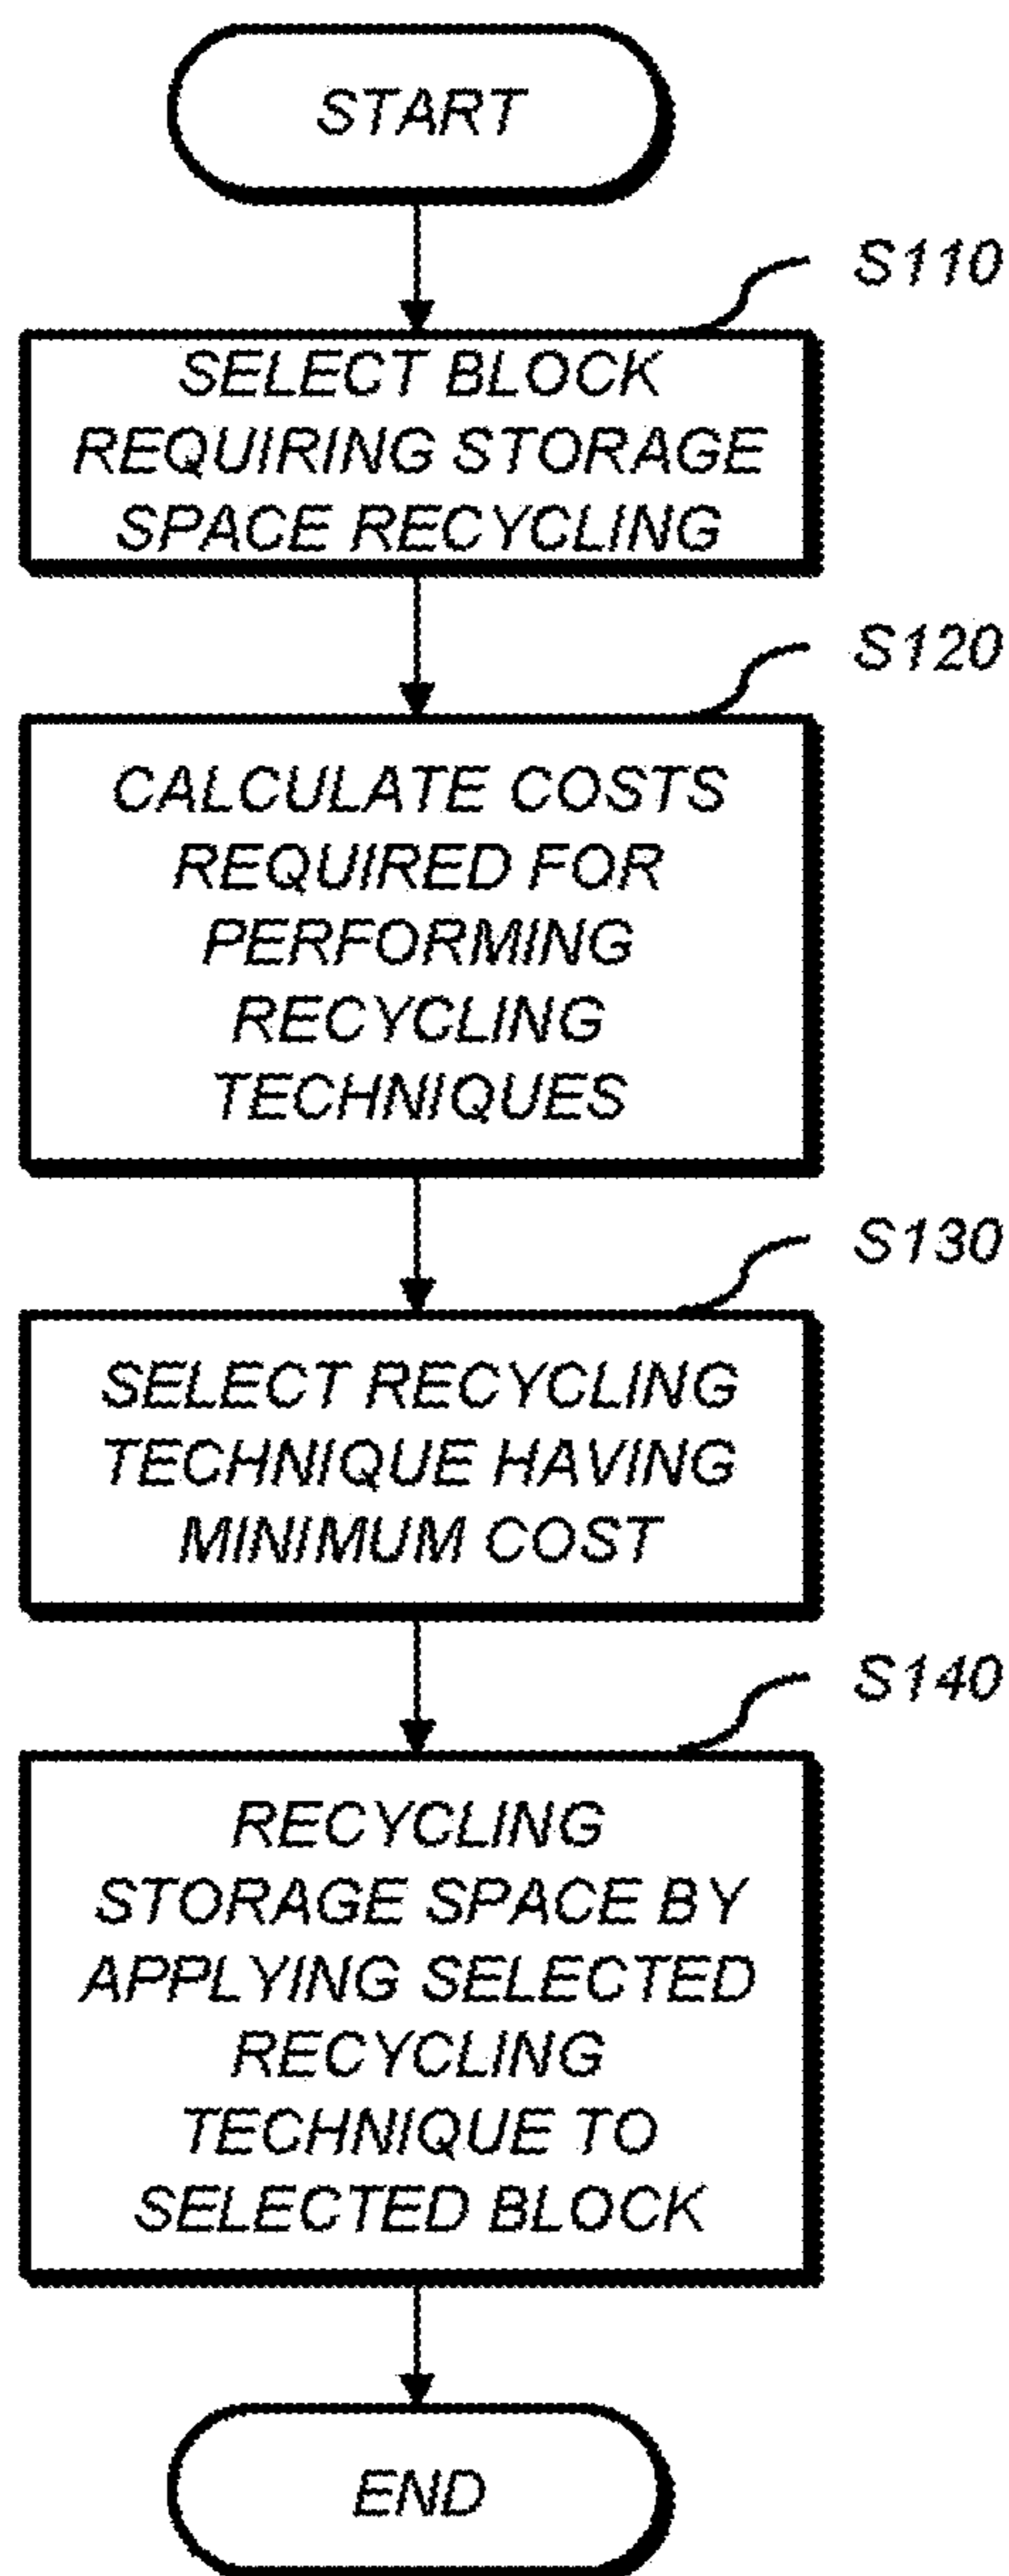 START
S110
SELECT BLOCK
REQUIRING STORAGE
SPACE RECYCLING
S120
CALCULATE COSTS
REQUIRED FOR
PERFORMING
RECYCLING
TECHNIQUES
S130
SELECT RECYCLING
TECHNIQUE HAVING
MINIMUM COST
S140
RECYCLING
STORAGE SPACE BY
APPLYING SELECTED
RECYCLING
TECHNIQUE TO
SELECTED BLOCK
END